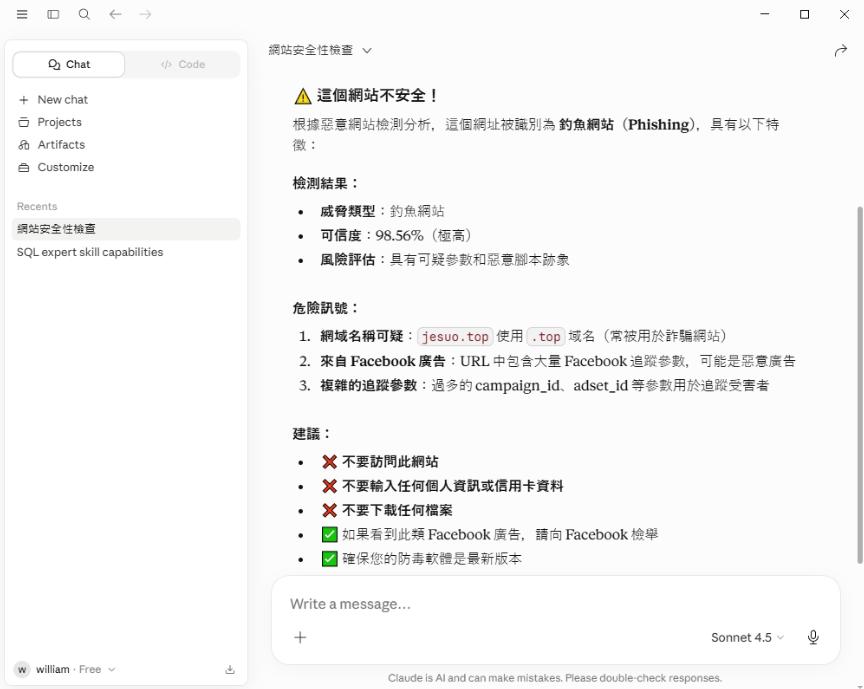 Chat
Code
網站安全性檢查
New chat
Projects
Artifacts
Customize
Recents
網站安全性檢查
SQL expert skill capabilities
⚠️ 這個網站不安全！
根據惡意網站檢測分析，這個網址被識別為 釣魚網站（Phishing），具有以下特
徵：
檢測結果：
• 威脅類型：釣魚網站
• 可信度：98.56%（極高）
• 風險評估：具有可疑參數和惡意腳本跡象
危險訊號：
1. 網域名稱可疑：jesuo.top 使用 .top 域名（常被用於詐騙網站）
2. 來自 Facebook 廣告：URL 中包含大量 Facebook 追蹤參數，可能是惡意廣告
3. 複雜的追蹤參數：過多的 campaign_id、adset_id 等參數用於追蹤受害者
建議：
• ❌ 不要訪問此網站
• ❌ 不要輸入任何個人資訊或信用卡資料
• ❌ 不要下載任何檔案
• ✅ 如果看到此類 Facebook 廣告，請向 Facebook 檢舉
• ✅ 確保您的防毒軟體是最新版本
Write a message...
Sonnet 4.5
W william · Free
Claude is AI and can make mistakes. Please double-check responses.